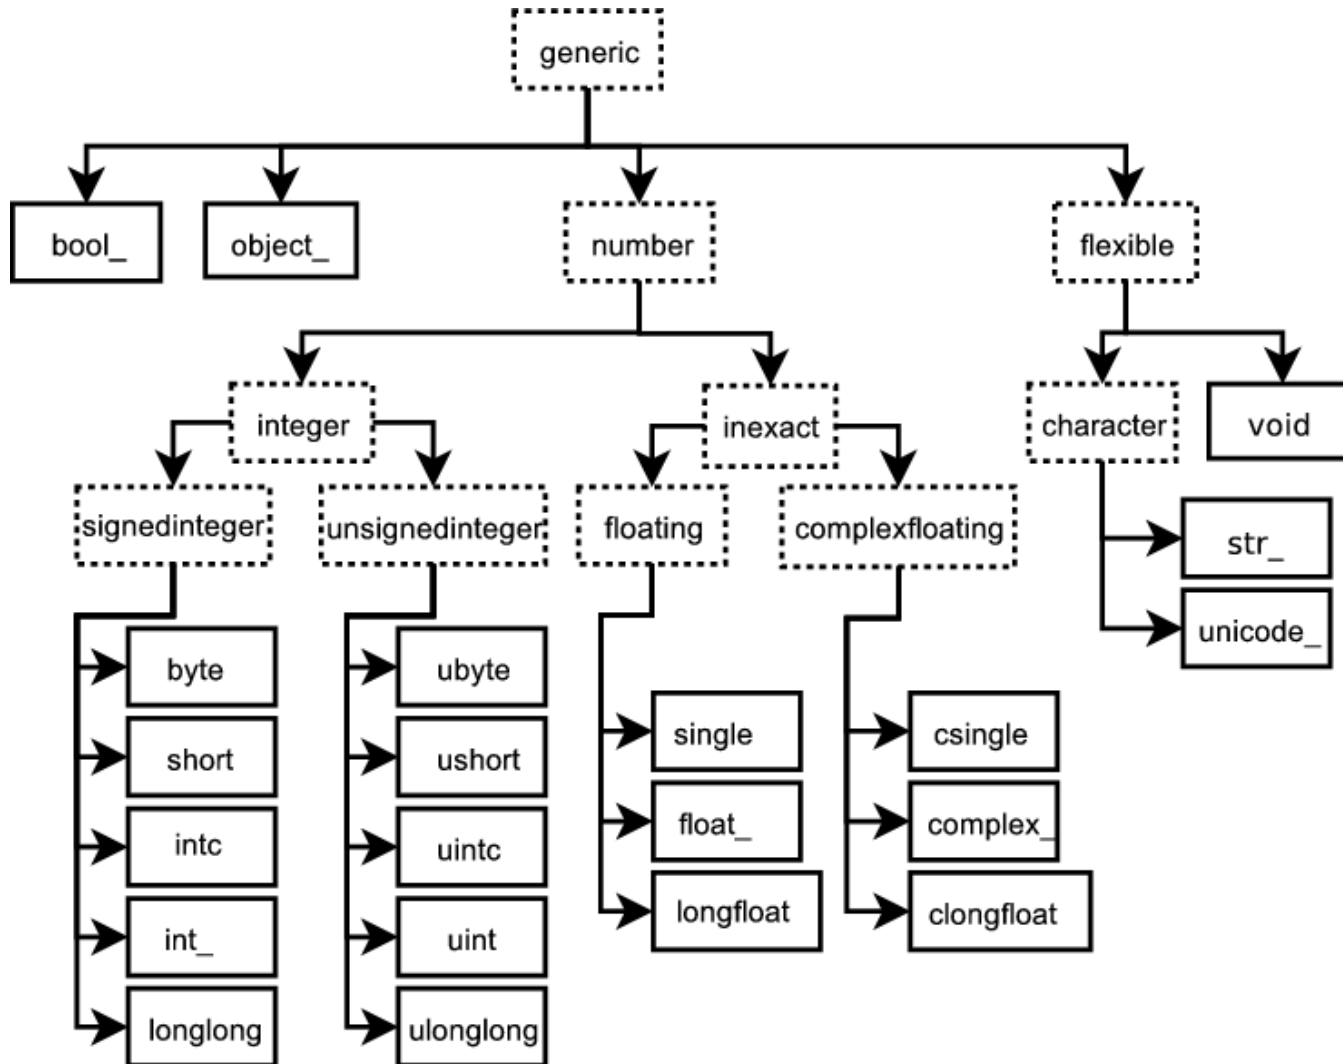 generic
bool_
object_
number
flexible
integer
inexact
character
void
signedinteger
unsignedinteger
floating
complexfloating
str_
unicode_
byte
ubyte
short
ushort
single
csingle
intc
uintc
float_
complex_
int_
uint
longfloat
clongfloat
longlong
ulonglong